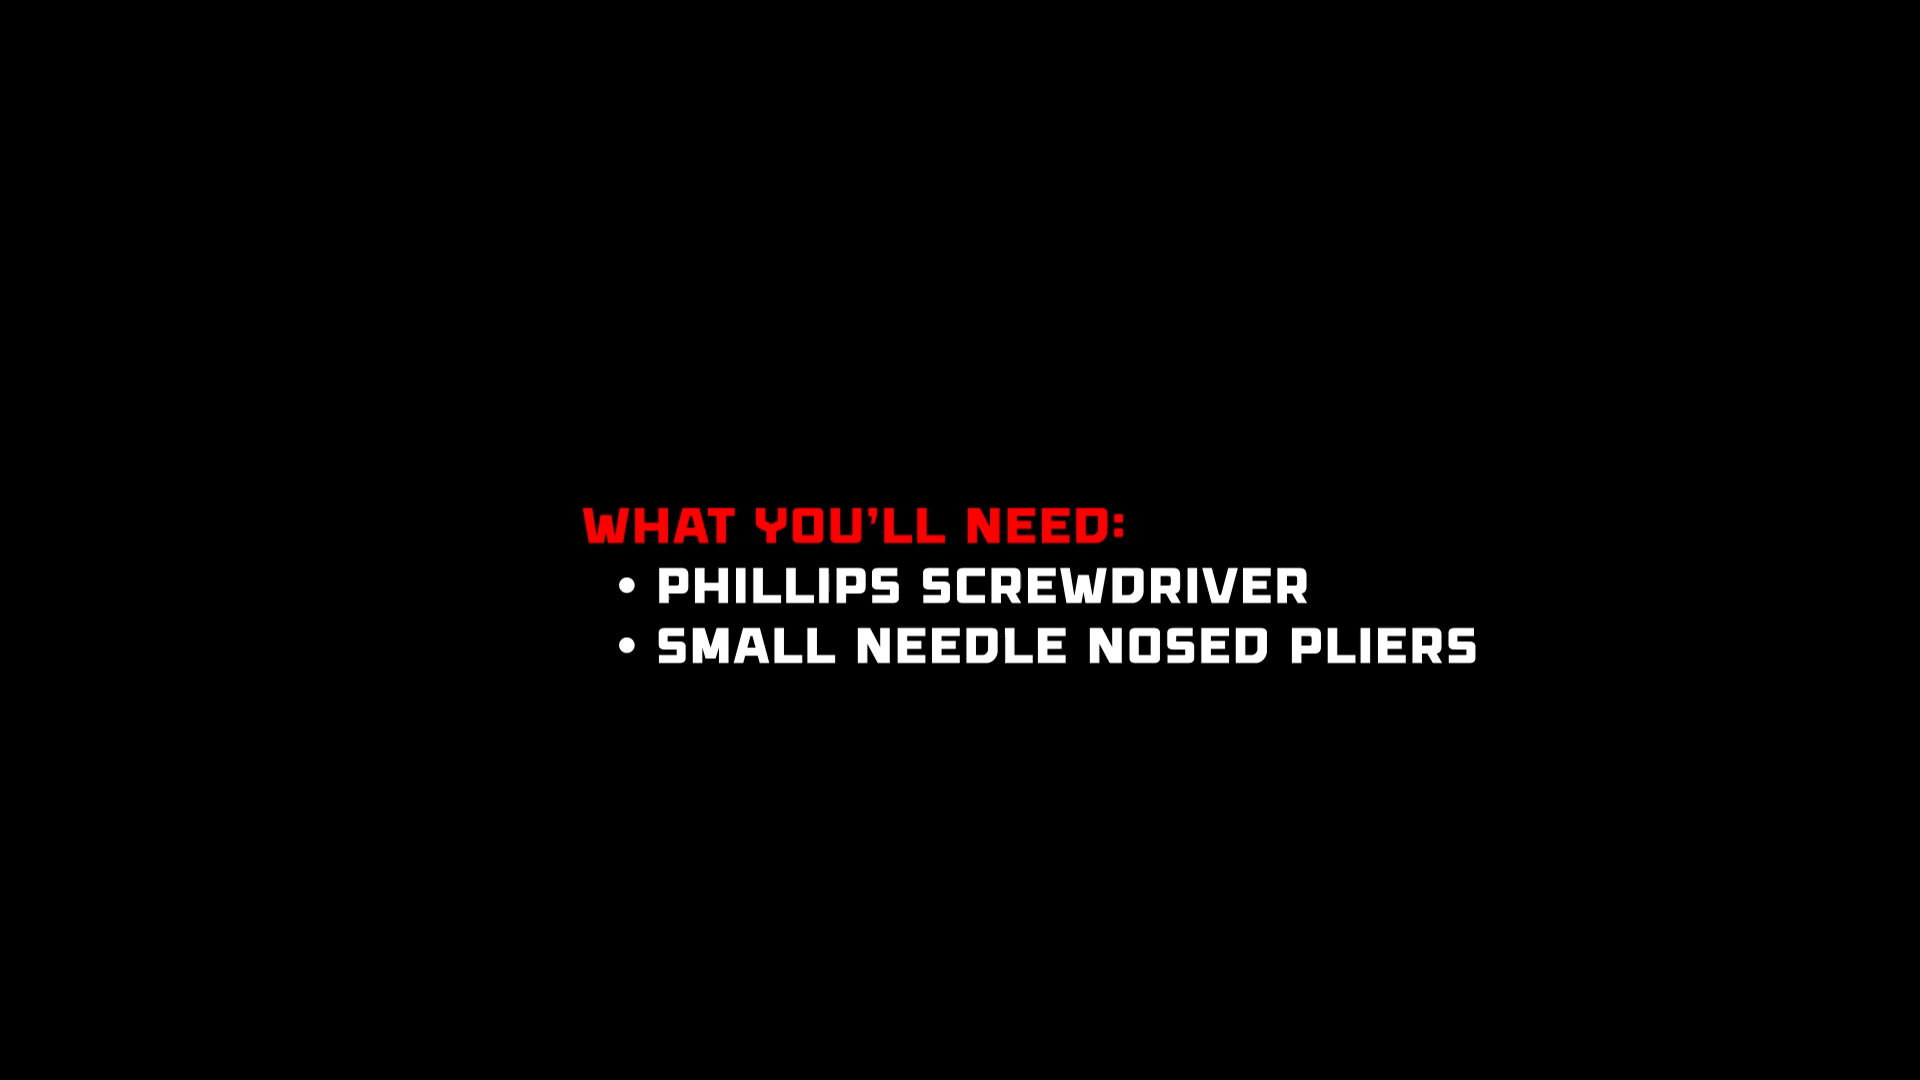 WHAT YOU'LL NEED:
• PHILLIPS SCREWDRIVER
• SMALL NEEDLE NOSED PLIERS